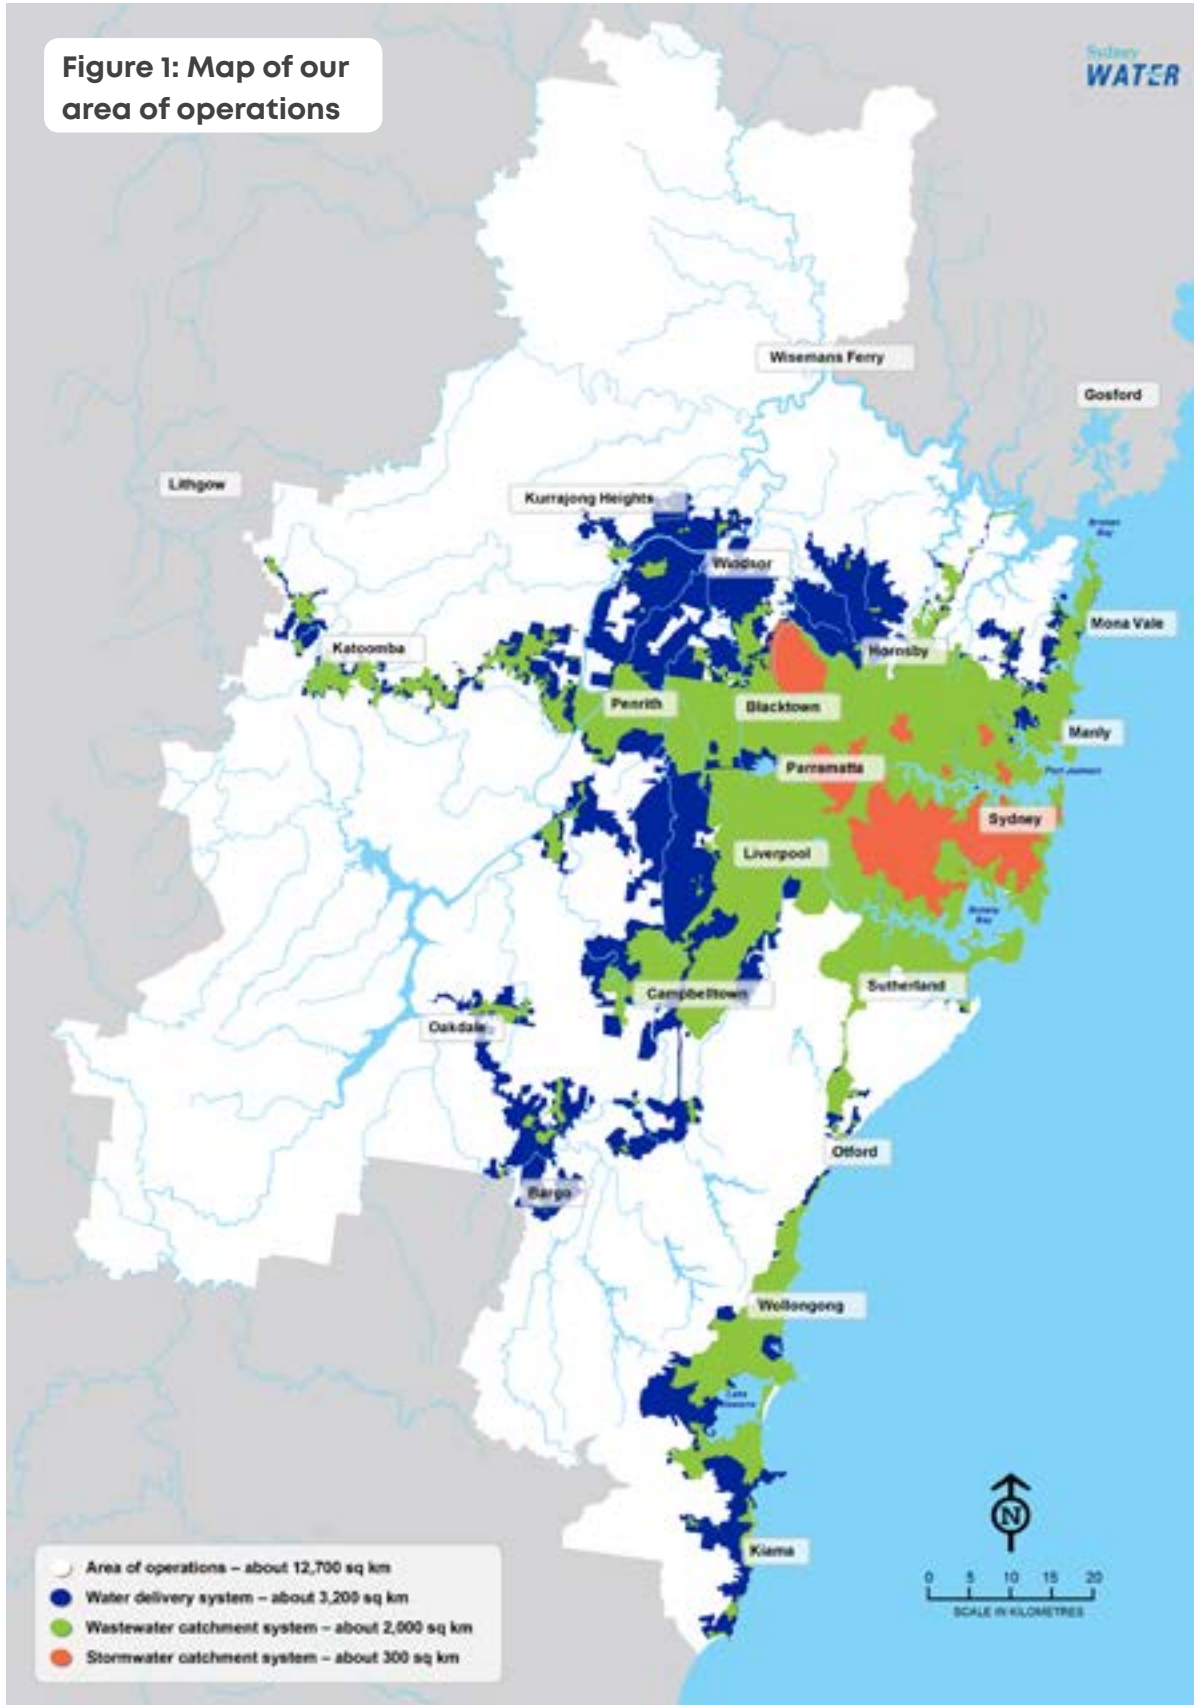 Figure 1: Map of our
area of operations
Sydney
WATER
Wisemans Ferry
Gosford
Lithgow
Kurrajong Heights
Broken
Bay
Windsor
Mona Vale
Katoomba
Hornsby
Penrith
Blacktown
Manly
Parramatta
Port Jackson
Sydney
Liverpool
Botany
Bay
Sutherland
Campbelltown
Oakdale
Otford
Bargo
Wollongong
Lake
Illawarra
Kiama
N
0 5 10 15 20
SCALE IN KILOMETRES
Area of operations – about 12,700 sq km
Water delivery system – about 3,200 sq km
Wastewater catchment system – about 2,000 sq km
Stormwater catchment system – about 300 sq km